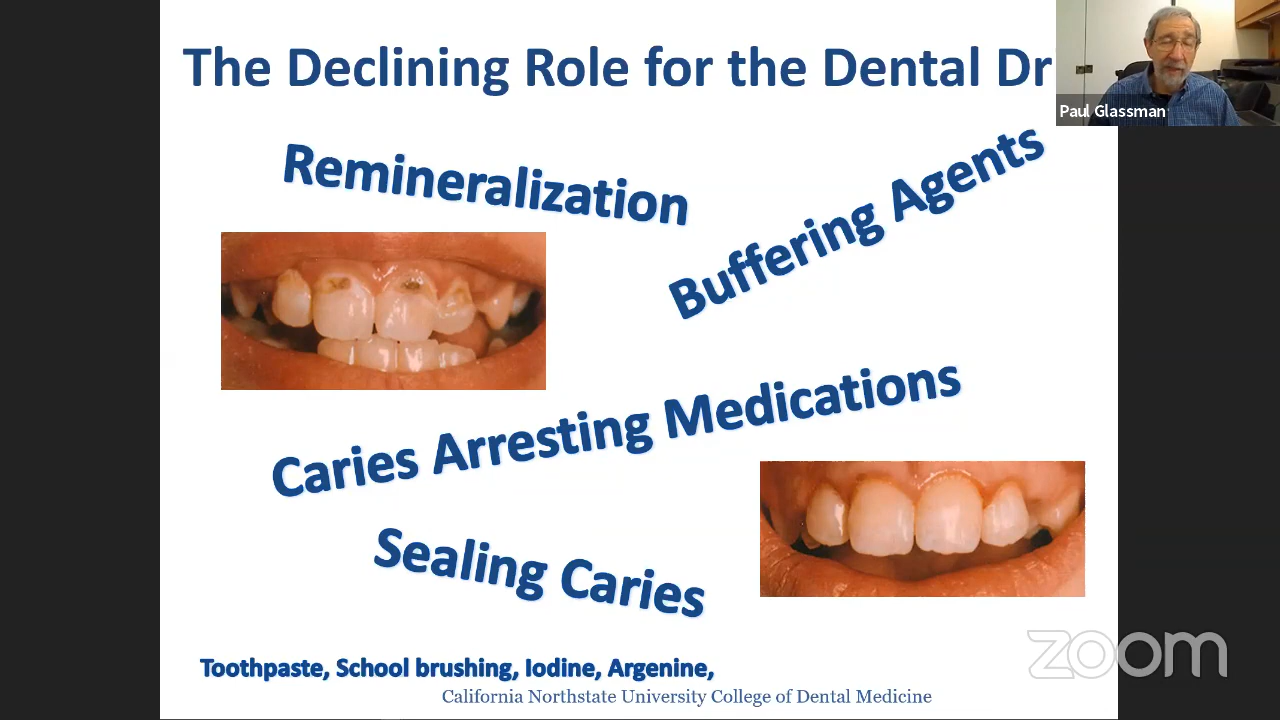 The Declining Role for the Dental Dr
Paul Glassman
Remineralization
Buffering Agents
Caries Arresting Medications
Sealing Caries
Toothpaste, School brushing, Iodine, Argenine,
California Northstate University College of Dental Medicine
zoom